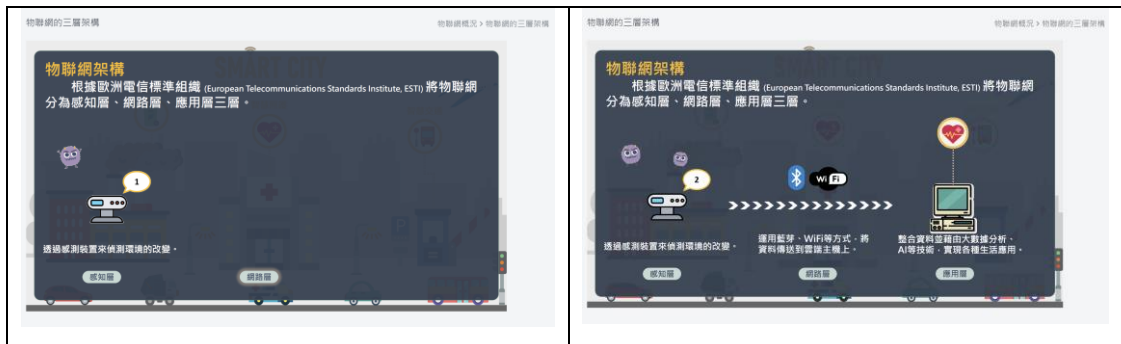 物聯網的三層架構
物聯網概況 > 物聯網的三層架構
SMART CITY
物聯網架構
根據歐洲電信標準組織 (European Telecommunications Standards Institute, ESTI) 將物聯網
分為感知層、網路層、應用層三層。
1
透過感測裝置來偵測環境的改變。
感知層
網路層
物聯網的三層架構
物聯網概況 > 物聯網的三層架構
SMART CITY
物聯網架構
根據歐洲電信標準組織 (European Telecommunications Standards Institute, ESTI) 將物聯網
分為感知層、網路層、應用層三層。
2
Wi Fi
透過感測裝置來偵測環境的改變。
運用藍芽、WiFi等方式,將
資料傳送到雲端主機上。
整合資料並藉由大數據分析、
AI等技術,實現各種生活應用。
感知層
網路層
應用層